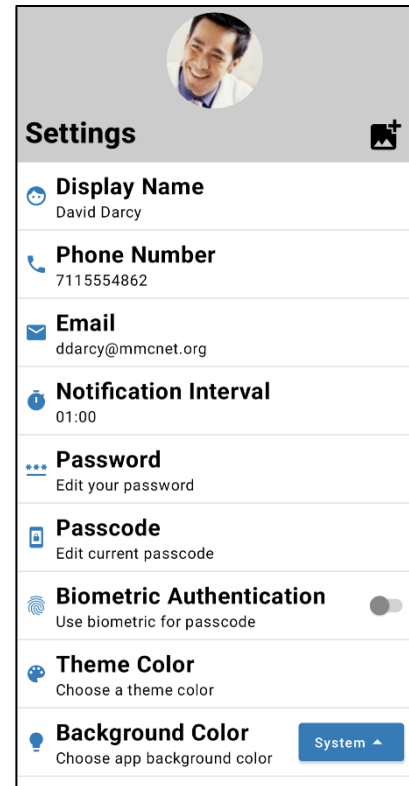 Settings
Display Name
David Darcy
Phone Number
7115554862
Email
ddarcy@mmcnet.org
Notification Interval
01:00
Password
Edit your password
Passcode
Edit current passcode
Biometric Authentication
Use biometric for passcode
Theme Color
Choose a theme color
Background Color
Choose app background color
System